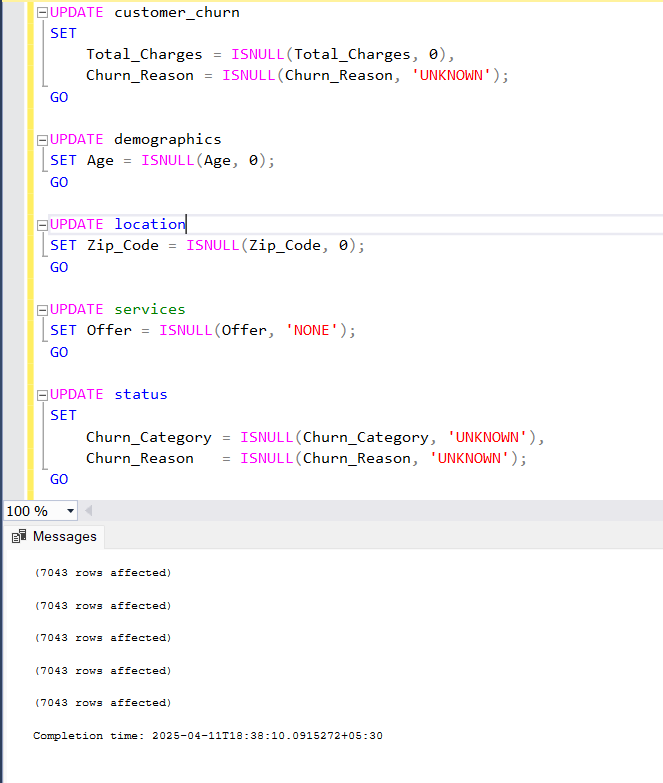 UPDATE customer_churn
SET
    Total_Charges = ISNULL(Total_Charges, 0),
    Churn_Reason = ISNULL(Churn_Reason, 'UNKNOWN');
GO

UPDATE demographics
SET Age = ISNULL(Age, 0);
GO

UPDATE location
SET Zip_Code = ISNULL(Zip_Code, 0);
GO

UPDATE services
SET Offer = ISNULL(Offer, 'NONE');
GO

UPDATE status
SET
    Churn_Category = ISNULL(Churn_Category, 'UNKNOWN'),
    Churn_Reason   = ISNULL(Churn_Reason, 'UNKNOWN');
GO
100 %
Messages
(7043 rows affected)
(7043 rows affected)
(7043 rows affected)
(7043 rows affected)
(7043 rows affected)
Completion time: 2025-04-11T18:38:10.0915272+05:30